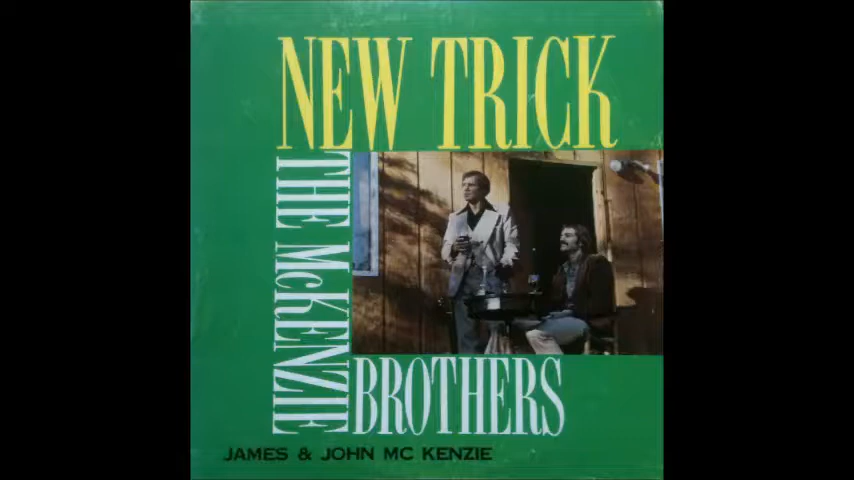 NEW TRICK
THE McKENZIE
BROTHERS
JAMES & JOHN MC KENZIE